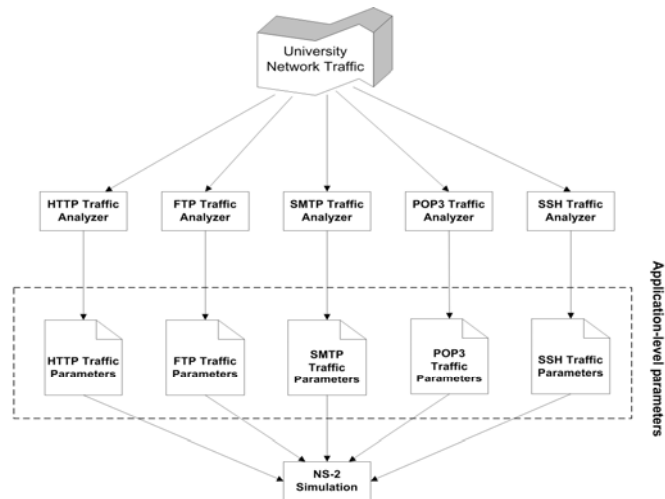 University
Network Traffic
HTTP Traffic
Analyzer
FTP Traffic
Analyzer
SMTP Traffic
Analyzer
POP3 Traffic
Analyzer
SSH Traffic
Analyzer
Application-level parameters
HTTP Traffic
Parameters
FTP Traffic
Parameters
SMTP
Traffic
Parameters
POP3
Traffic
Parameters
SSH Traffic
Parameters
NS-2
Simulation